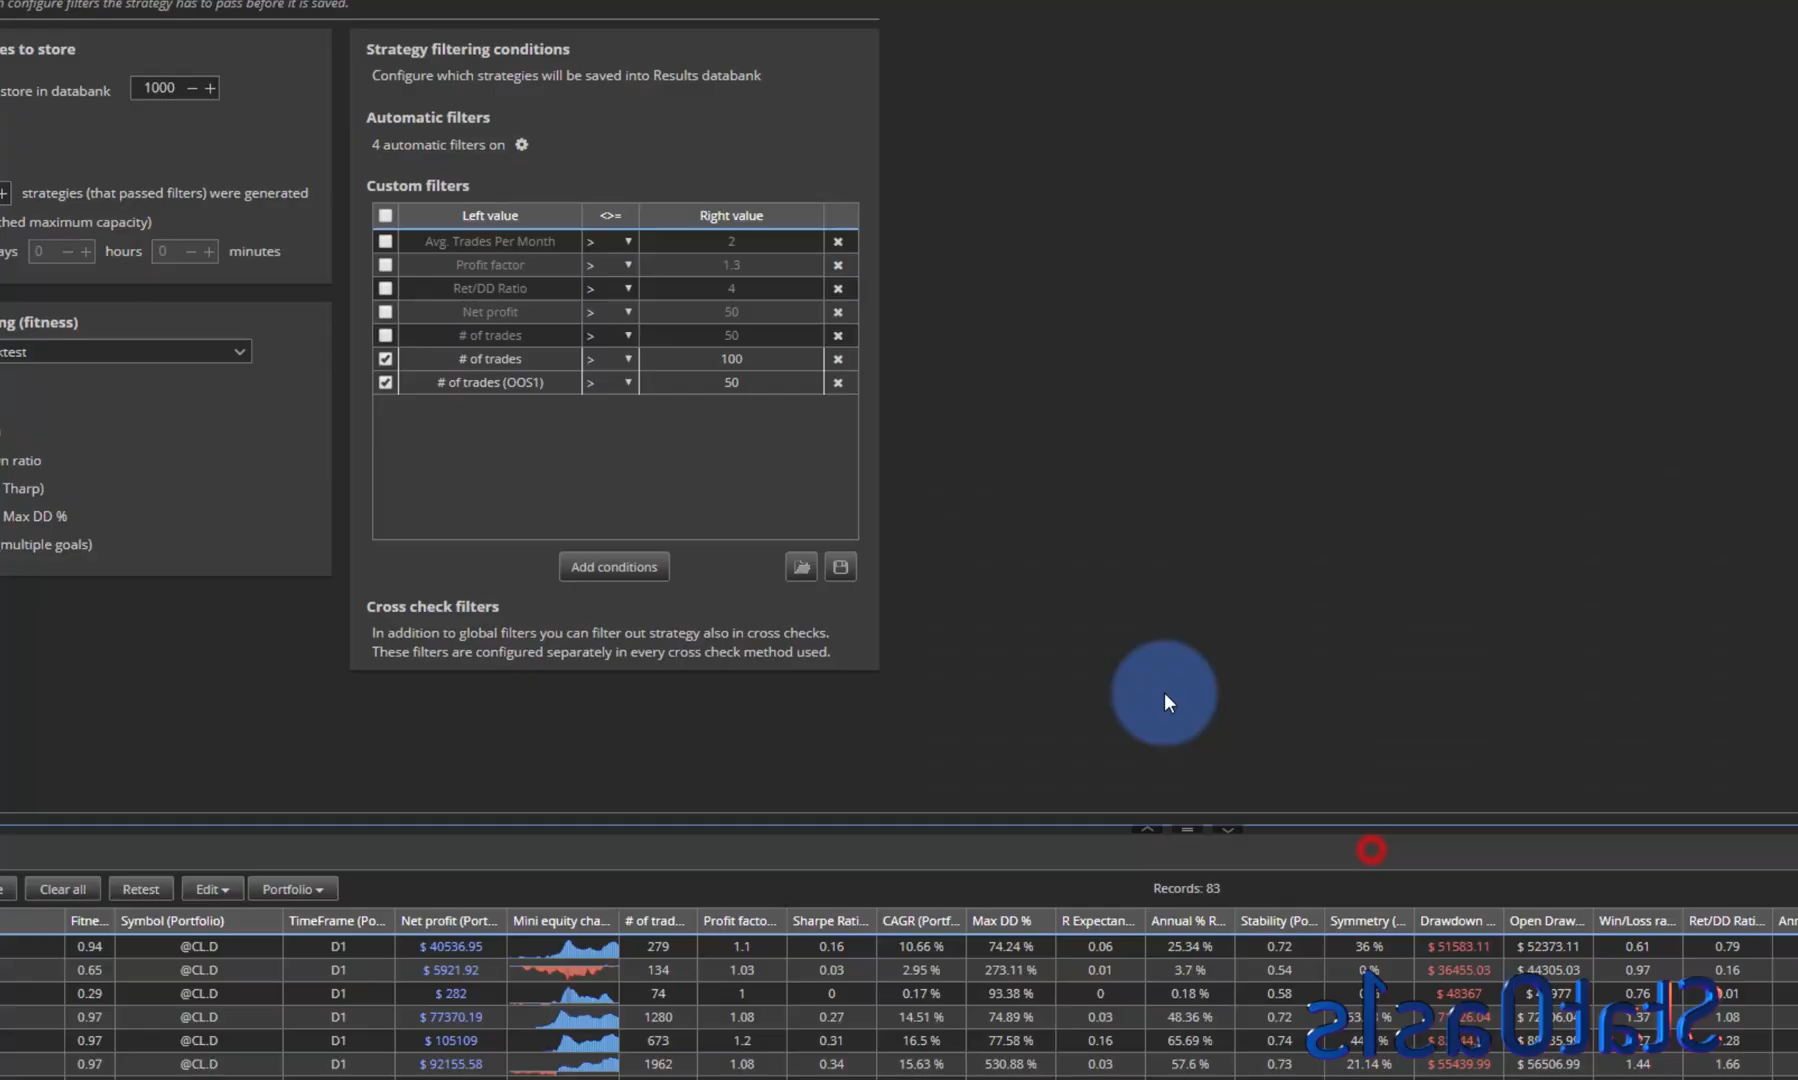 n configure filters the strategy has to pass before it is saved.
es to store
store in databank 1000 − +
+ strategies (that passed filters) were generated
ched maximum capacity)
ays 0 − + hours 0 − + minutes
ng (fitness)
ktest
n ratio
Tharp)
Max DD %
multiple goals)
Strategy filtering conditions
Configure which strategies will be saved into Results databank
Automatic filters
4 automatic filters on
Custom filters
Left value <>= Right value
Avg. Trades Per Month > 2
Profit factor > 1.3
Ret/DD Ratio > 4
Net profit > 50
# of trades > 50
# of trades > 100
# of trades (OOS1) > 50
Add conditions
Cross check filters
In addition to global filters you can filter out strategy also in cross checks.
These filters are configured separately in every cross check method used.
e Clear all Retest Edit Portfolio Records: 83
Fitne... Symbol (Portfolio) TimeFrame (Po... Net profit (Port... Mini equity cha... # of trad... Profit facto... Sharpe Rati... CAGR (Portf... Max DD % R Expectan... Annual % R... Stability (Po... Symmetry (... Drawdown ... Open Draw... Win/Loss ra... Ret/DD Rati... Ann
0.94 @CL.D D1 $ 40536.95 279 1.1 0.16 10.66 % 74.24 % 0.06 25.34 % 0.72 36 % $ 51583.11 $ 52373.11 0.61 0.79
0.65 @CL.D D1 $ 5921.92 134 1.03 0.03 2.95 % 273.11 % 0.01 3.7 % 0.54 0 % $ 36455.03 $ 44305.03 0.97 0.16
0.29 @CL.D D1 $ 282 74 1 0 0.17 % 93.38 % 0 0.18 % 0.58 $ 48367 0.76
0.97 @CL.D D1 $ 77370.19 1280 1.08 0.27 14.51 % 74.89 % 0.03 48.36 % 0.72 1.08
0.97 @CL.D D1 $ 105109 673 1.2 0.31 16.5 % 77.58 % 0.16 65.69 % 0.74
0.97 @CL.D D1 $ 92155.58 1962 1.08 0.34 15.63 % 530.88 % 0.03 57.6 % 0.73 21.14 % $ 55439.99 $ 56506.99 1.44 1.66